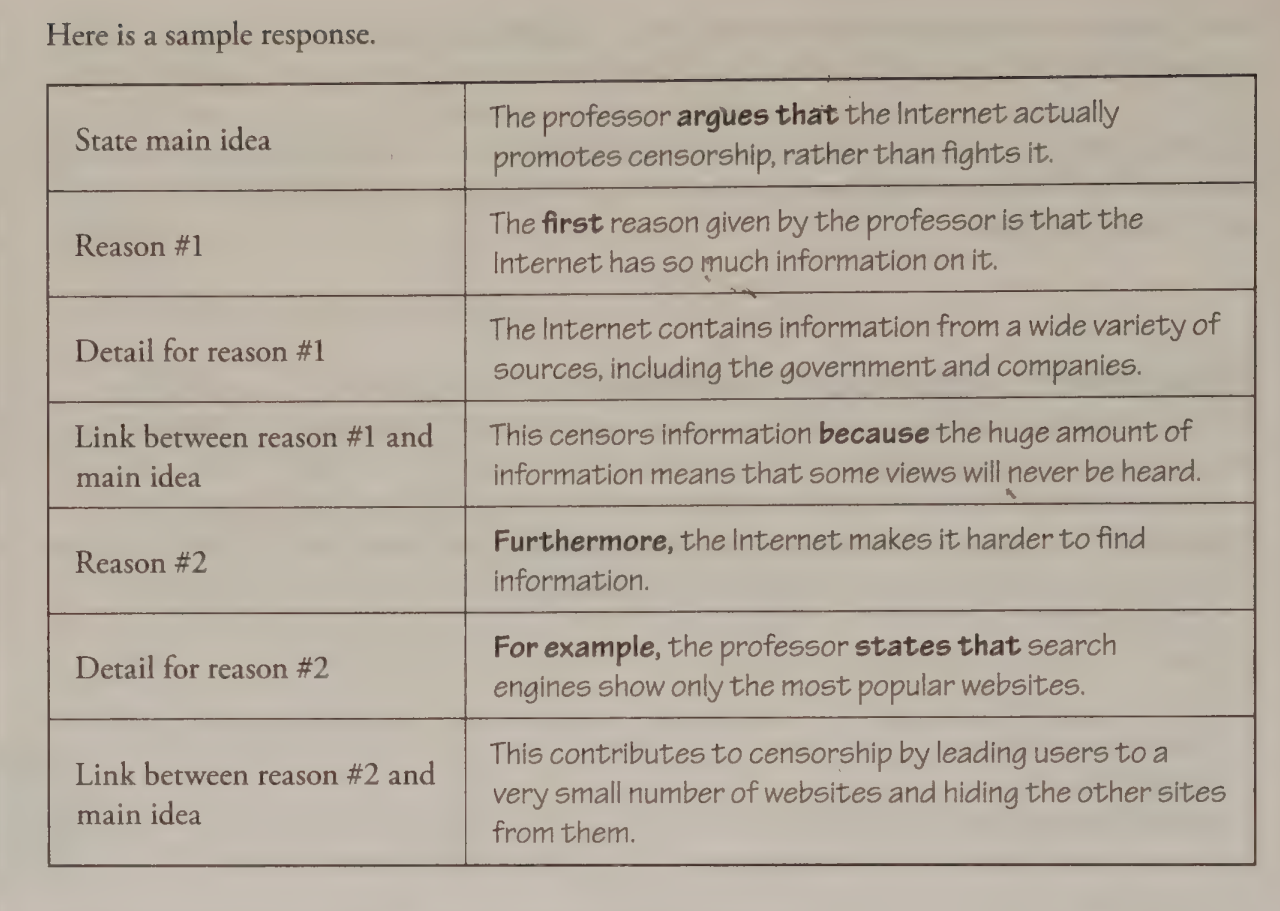 Here is a sample response.
State main idea
The professor argues that the Internet actually
promotes censorship, rather than fights it.
Reason #1
The first reason given by the professor is that the
Internet has so much information on it.
Detail for reason #1
The Internet contains information from a wide variety of
sources, including the government and companies.
Link between reason #1 and
main idea
This censors information because the huge amount of
information means that some views will never be heard.
Reason #2
Furthermore, the Internet makes it harder to find
information.
Detail for reason #2
For example, the professor states that search
engines show only the most popular websites.
Link between reason #2 and
main idea
This contributes to censorship by leading users to a
very small number of websites and hiding the other sites
from them.